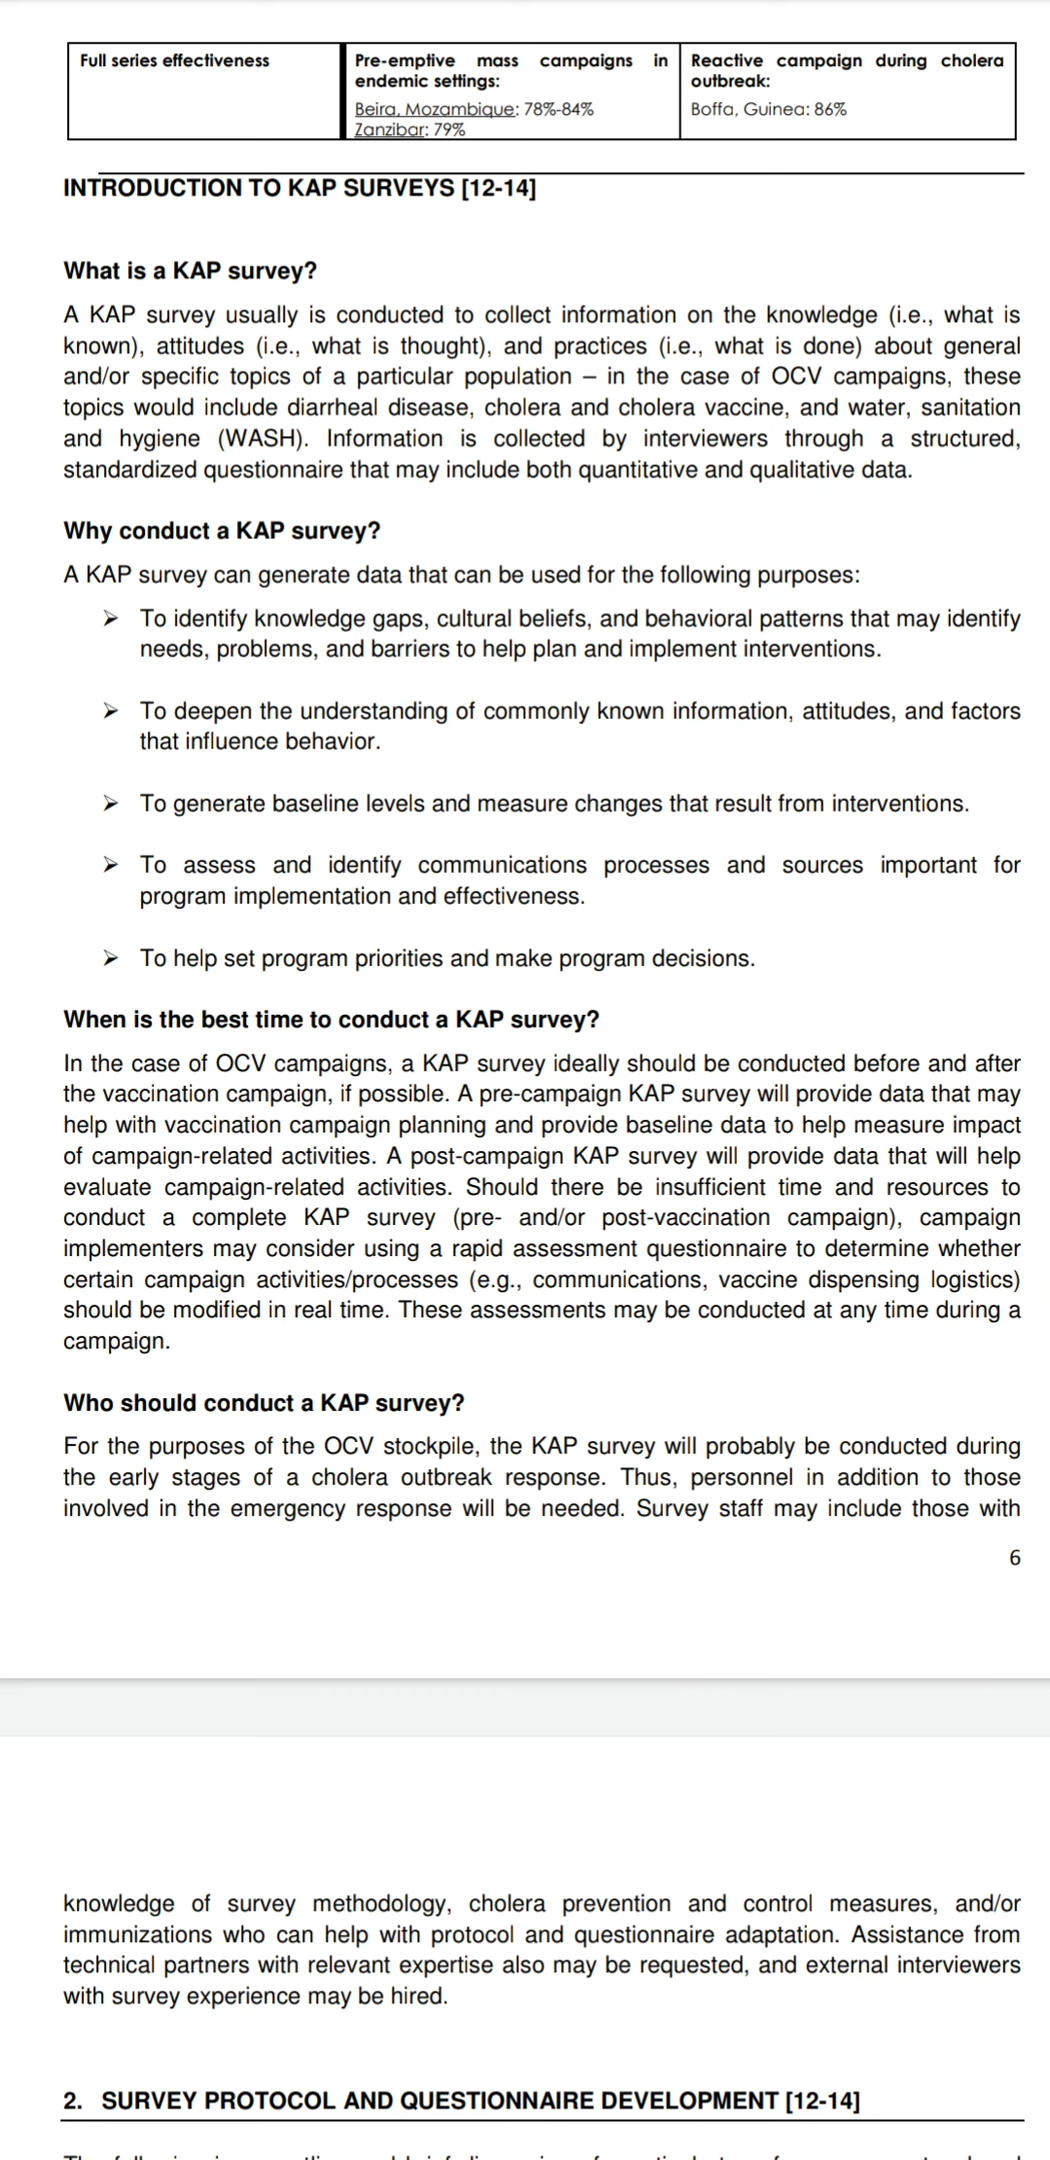 Full series effectiveness
Pre-emptive mass campaigns in
endemic settings:
Beira, Mozambique: 78%-84%
Zanzibar: 79%
Reactive campaign during cholera
outbreak:
Boffa, Guinea: 86%
INTRODUCTION TO KAP SURVEYS [12-14]
What is a KAP survey?
A KAP survey usually is conducted to collect information on the knowledge (i.e., what is
known), attitudes (i.e., what is thought), and practices (i.e., what is done) about general
and/or specific topics of a particular population – in the case of OCV campaigns, these
topics would include diarrheal disease, cholera and cholera vaccine, and water, sanitation
and hygiene (WASH). Information is collected by interviewers through a structured,
standardized questionnaire that may include both quantitative and qualitative data.
Why conduct a KAP survey?
A KAP survey can generate data that can be used for the following purposes:
➢ To identify knowledge gaps, cultural beliefs, and behavioral patterns that may identify
needs, problems, and barriers to help plan and implement interventions.
➢ To deepen the understanding of commonly known information, attitudes, and factors
that influence behavior.
➢ To generate baseline levels and measure changes that result from interventions.
➢ To assess and identify communications processes and sources important for
program implementation and effectiveness.
➢ To help set program priorities and make program decisions.
When is the best time to conduct a KAP survey?
In the case of OCV campaigns, a KAP survey ideally should be conducted before and after
the vaccination campaign, if possible. A pre-campaign KAP survey will provide data that may
help with vaccination campaign planning and provide baseline data to help measure impact
of campaign-related activities. A post-campaign KAP survey will provide data that will help
evaluate campaign-related activities. Should there be insufficient time and resources to
conduct a complete KAP survey (pre- and/or post-vaccination campaign), campaign
implementers may consider using a rapid assessment questionnaire to determine whether
certain campaign activities/processes (e.g., communications, vaccine dispensing logistics)
should be modified in real time. These assessments may be conducted at any time during a
campaign.
Who should conduct a KAP survey?
For the purposes of the OCV stockpile, the KAP survey will probably be conducted during
the early stages of a cholera outbreak response. Thus, personnel in addition to those
involved in the emergency response will be needed. Survey staff may include those with
6
knowledge of survey methodology, cholera prevention and control measures, and/or
immunizations who can help with protocol and questionnaire adaptation. Assistance from
technical partners with relevant expertise also may be requested, and external interviewers
with survey experience may be hired.
2. SURVEY PROTOCOL AND QUESTIONNAIRE DEVELOPMENT [12-14]